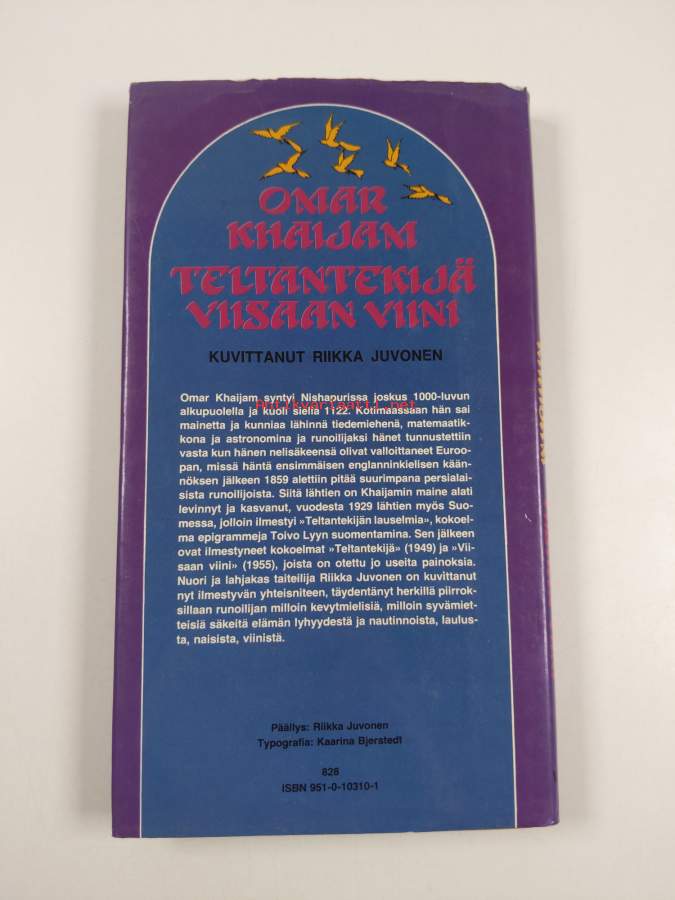 OMAR
KHAIJAM
TELTANTEKIJÄ
VIISAAN VIINI
KUVITTANUT RIIKKA JUVONEN
Omar Khaijam syntyi Nishapurissa joskus 1000-luvun
alkupuolella ja kuoli siellä 1122. Kotimaassaan hän sai
Antikvariaatti.net
mainetta ja kunniaa lähinnä tiedemiehenä, matemaatik-
kona ja astronomina ja runoilijaksi hänet tunnustettiin
vasta kun hänen nelisäkeensä olivat valloittaneet Euroo-
pan, missä häntä ensimmäisen englanninkielisen kään-
nöksen jälkeen 1859 alettiin pitää suurimpana persialai-
sista runoilijoista. Siitä lähtien on Khaijamin maine alati
levinnyt ja kasvanut, vuodesta 1929 lähtien myös Suo-
messa, jolloin ilmestyi »Teltantekijän lauselmia», kokoel-
ma epigrammeja Toivo Lyyn suomentamina. Sen jälkeen
ovat ilmestyneet kokoelmat »Teltantekijä» (1949) ja »Vii-
saan viini» (1955), joista on otettu jo useita painoksia.
Nuori ja lahjakas taiteilija Riikka Juvonen on kuvittanut
nyt ilmestyvän yhteisniteen, täydentänyt herkillä piirrok-
sillaan runoilijan milloin kevytmielisiä, milloin syvämiet-
teisiä säkeitä elämän lyhyydestä ja nautinnoista, laulus-
ta, naisista, viinistä.
Päällys: Riikka Juvonen
Typografia: Kaarina Bjerstedt
828
ISBN 951-0-10310-1